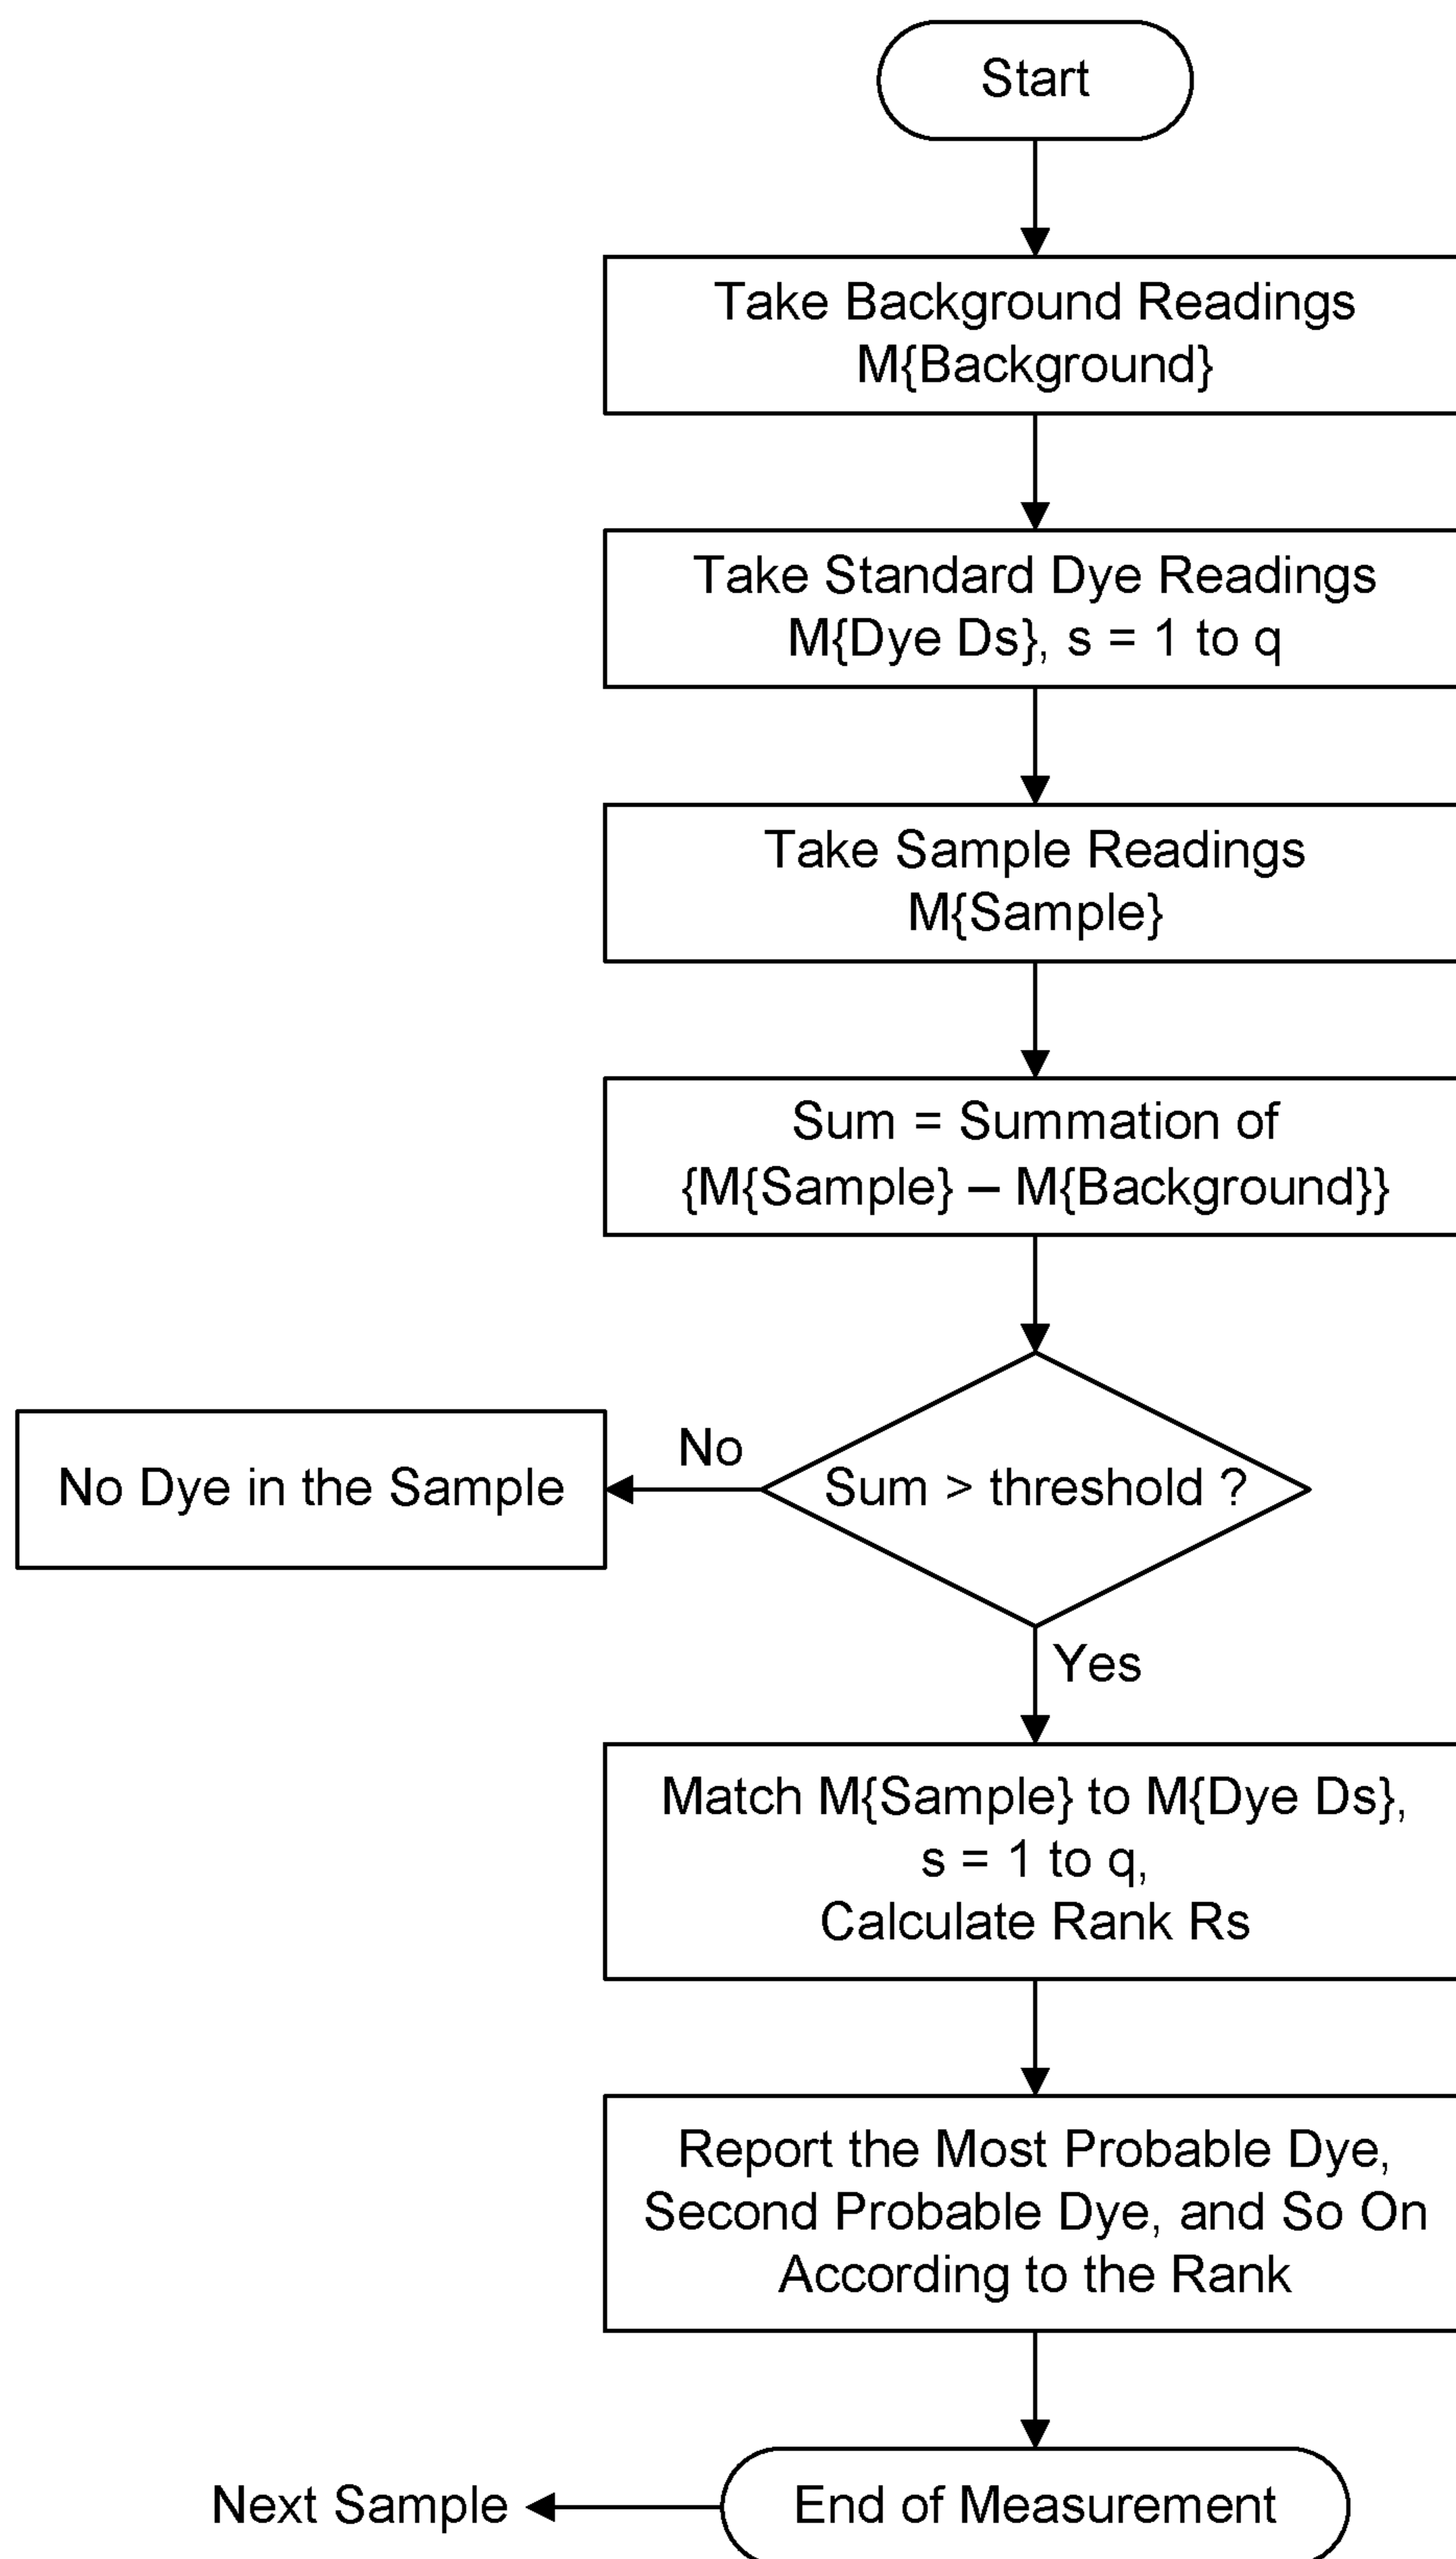 Start
Take Background Readings
M{Background}
Take Standard Dye Readings
M{Dye Ds}, s = 1 to q
Take Sample Readings
M{Sample}
Sum = Summation of
{M{Sample} – M{Background}}
No
No Dye in the Sample
Sum > threshold ?
Yes
Match M{Sample} to M{Dye Ds},
s = 1 to q,
Calculate Rank Rs
Report the Most Probable Dye,
Second Probable Dye, and So On
According to the Rank
Next Sample
End of Measurement